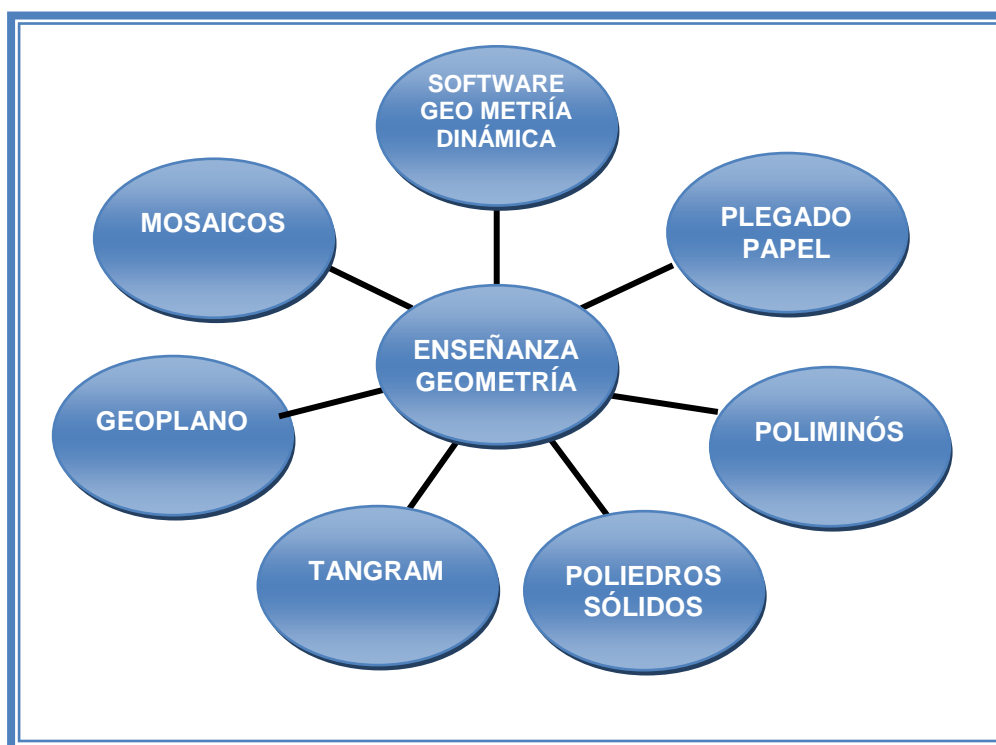 SOFTWARE
GEO METRÍA
DINÁMICA
MOSAICOS
PLEGADO
PAPEL
ENSEÑANZA
GEOMETRÍA
GEOPLANO
POLIMINÓS
TANGRAM
POLIEDROS
SÓLIDOS